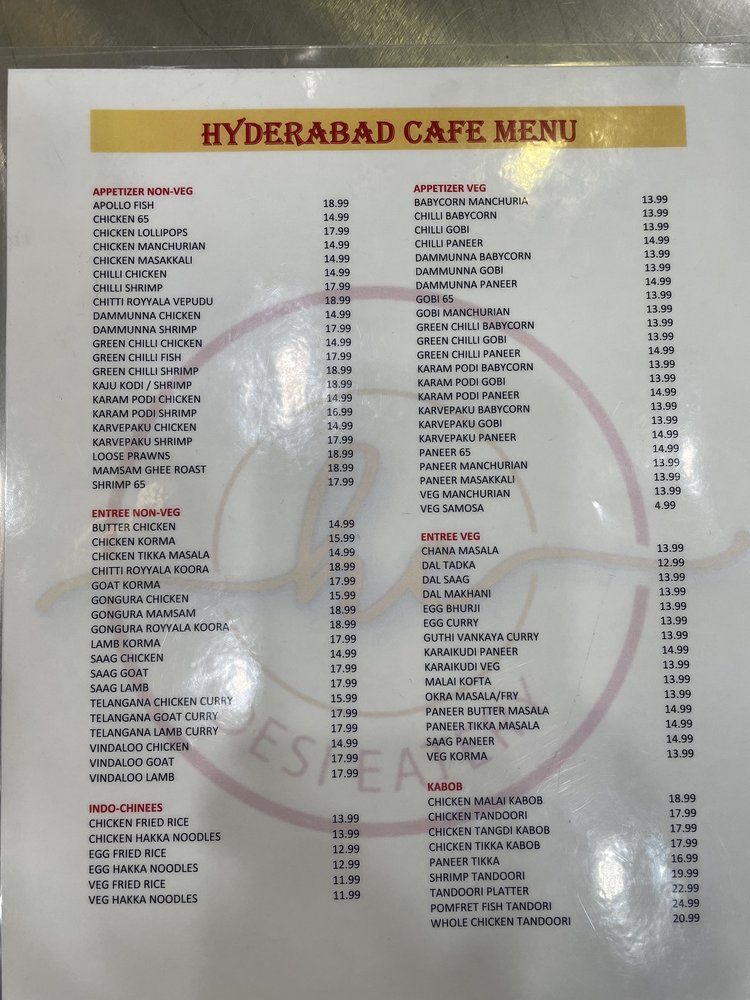 HYDERABAD CAFE MENU
APPETIZER NON-VEG
APOLLO FISH 18.99
CHICKEN 65 14.99
CHICKEN LOLLIPOPS 17.99
CHICKEN MANCHURIAN 14.99
CHICKEN MASAKKALI 14.99
CHILLI CHICKEN 14.99
CHILLI SHRIMP 17.99
CHITTI ROYYALA VEPUDU 18.99
DAMMUNNA CHICKEN 14.99
DAMMUNNA SHRIMP 17.99
GREEN CHILLI CHICKEN 14.99
GREEN CHILLI FISH 17.99
GREEN CHILLI SHRIMP 18.99
KAJU KODI / SHRIMP 18.99
KARAM PODI CHICKEN 14.99
KARAM PODI SHRIMP 16.99
KARVEPAKU CHICKEN 14.99
KARVEPAKU SHRIMP 17.99
LOOSE PRAWNS 18.99
MAMSAM GHEE ROAST 18.99
SHRIMP 65 17.99
ENTREE NON-VEG
BUTTER CHICKEN 14.99
CHICKEN KORMA 15.99
CHICKEN TIKKA MASALA 14.99
CHITTI ROYYALA KOORA 18.99
GOAT KORMA 17.99
GONGURA CHICKEN 15.99
GONGURA MAMSAM 18.99
GONGURA ROYYALA KOORA 18.99
LAMB KORMA 17.99
SAAG CHICKEN 14.99
SAAG GOAT 17.99
SAAG LAMB 17.99
TELANGANA CHICKEN CURRY 15.99
TELANGANA GOAT CURRY 17.99
TELANGANA LAMB CURRY 17.99
VINDALOO CHICKEN 14.99
VINDALOO GOAT 17.99
VINDALOO LAMB 17.99
INDO-CHINEES
CHICKEN FRIED RICE 13.99
CHICKEN HAKKA NOODLES 13.99
EGG FRIED RICE 12.99
EGG HAKKA NOODLES 12.99
VEG FRIED RICE 11.99
VEG HAKKA NOODLES 11.99
APPETIZER VEG
BABYCORN MANCHURIA 13.99
CHILLI BABYCORN 13.99
CHILLI GOBI 13.99
CHILLI PANEER 14.99
DAMMUNNA BABYCORN 13.99
DAMMUNNA GOBI 13.99
DAMMUNNA PANEER 14.99
GOBI 65 13.99
GOBI MANCHURIAN 13.99
GREEN CHILLI BABYCORN 13.99
GREEN CHILLI GOBI 13.99
GREEN CHILLI PANEER 14.99
KARAM PODI BABYCORN 13.99
KARAM PODI GOBI 13.99
KARAM PODI PANEER 14.99
KARVEPAKU BABYCORN 13.99
KARVEPAKU GOBI 13.99
KARVEPAKU PANEER 14.99
PANEER 65 14.99
PANEER MANCHURIAN 13.99
PANEER MASAKKALI 13.99
VEG MANCHURIAN 13.99
VEG SAMOSA 4.99
ENTREE VEG
CHANA MASALA 13.99
DAL TADKA 12.99
DAL SAAG 13.99
DAL MAKHANI 13.99
EGG BHURJI 13.99
EGG CURRY 13.99
GUTHI VANKAYA CURRY 13.99
KARAIKUDI PANEER 14.99
KARAIKUDI VEG 13.99
MALAI KOFTA 13.99
OKRA MASALA/FRY 13.99
PANEER BUTTER MASALA 14.99
PANEER TIKKA MASALA 14.99
SAAG PANEER 14.99
VEG KORMA 13.99
KABOB
CHICKEN MALAI KABOB 18.99
CHICKEN TANDOORI 17.99
CHICKEN TANGDI KABOB 17.99
CHICKEN TIKKA KABOB 17.99
PANEER TIKKA 16.99
SHRIMP TANDOORI 19.99
TANDOORI PLATTER 22.99
POMFRET FISH TANDORI 24.99
WHOLE CHICKEN TANDOORI 20.99
DESI EATERY